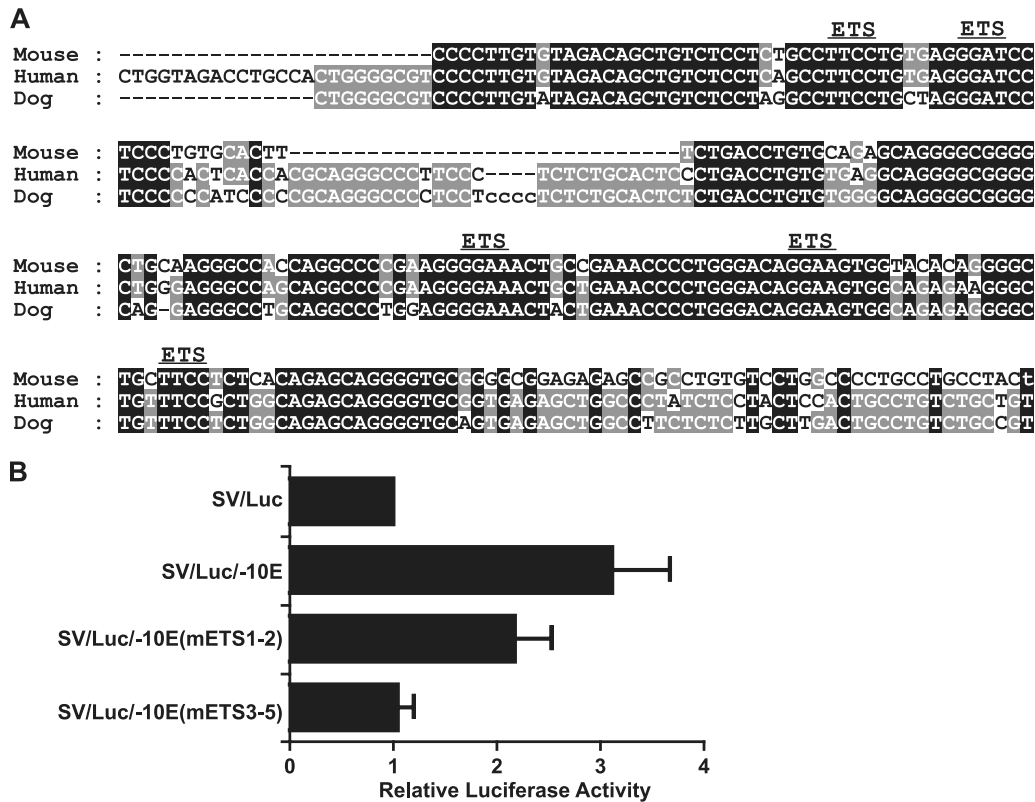 A
ETS ETS
Mouse : ------------------------CCCCTTGTGTAGACAGCTGTCTCCTCTGCCTTCCTGTGAGGGATCC
Human : CTGGTAGACCTGCCACTGGGGCGTCCCCTTGTGTAGACAGCTGTCTCCTCAGCCTTCCTGTGAGGGATCC
Dog : ---------------CTGGGGCGTCCCCTTGTATAGACAGCTGTCTCCTAGGCCTTCCTGCTAGGGATCC
Mouse : TCCCTGTGCACTT------------------------------TCTGACCTGTGCAGAGCAGGGGCGGGG
Human : TCCCCACTCACCACGCAGGGCCCTTCCC----TCTCTGCACTCCCTGACCTGTGTGAGGCAGGGGCGGGG
Dog : TCCCCCCATCCCCCGCAGGGCCCCTCCTccccTCTCTGCACTCTCTGACCTGTGTGGGGCAGGGGCGGGG
ETS ETS
Mouse : CTGCAAGGGCCACCAGGCCCCGAAGGGGAAACTGCCGAAACCCCTGGGACAGGAAGTGGTACACAGGGGC
Human : CTGGGAGGGCCAGCAGGCCCCGAAGGGGAAACTGCTGAAACCCCTGGGACAGGAAGTGGCAGAGAAGGGC
Dog : CAG-GAGGGCCTGCAGGCCCTGGAGGGGAAACTACTGAAACCCCTGGGACAGGAAGTGGCAGAGAGGGGC
ETS
Mouse : TGCTTCCTCTCACAGAGCAGGGGTGCGGGGCGGAGAGAGCCGCCTGTGTCCTGGCCCCTGCCTGCCTACt
Human : TGTTTCCGCTGGCAGAGCAGGGGTGCGGTGAGAGCTGGCCCTATCTCCTACTCCACTGCCTGTCTGCTGT
Dog : TGTTTCCTCTGGCAGAGCAGGGGTGCAGTGAGAGCTGGCCTTCTCTCTTGCTTGACTGCCTGTCTGCCGT
B
SV/Luc
SV/Luc/-10E
SV/Luc/-10E(mETS1-2)
SV/Luc/-10E(mETS3-5)
0 1 2 3 4
Relative Luciferase Activity